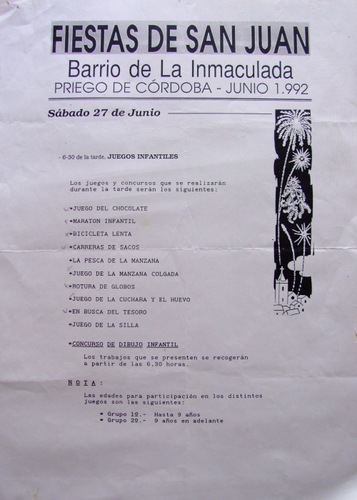 FIESTAS DE SAN JUAN
Barrio de La Inmaculada
PRIEGO DE CÓRDOBA - JUNIO 1.992
Sábado 27 de Junio
- 6-30 de la tarde. JUEGOS INFANTILES
Los juegos y concursos que se realizarán
durante la tarde serán los siguientes:
*JUEGO DEL CHOCOLATE
*MARATON INFANTIL
*BICICLETA LENTA
*CARRERAS DE SACOS
*LA PESCA DE LA MANZANA
*JUEGO DE LA MANZANA COLGADA
*ROTURA DE GLOBOS
*JUEGO DE LA CUCHARA Y EL HUEVO
*EN BUSCA DEL TESORO
*JUEGO DE LA SILLA
*CONCURSO DE DIBUJO INFANTIL
Los trabajos que se presenten se recogerán
a partir de las 6,30 horas.
N O T A :
Las edades para participación en los distintos
juegos son las siguientes:
* Grupo 1º.- Hasta 9 años
* Grupo 2º.- 9 años en adelante